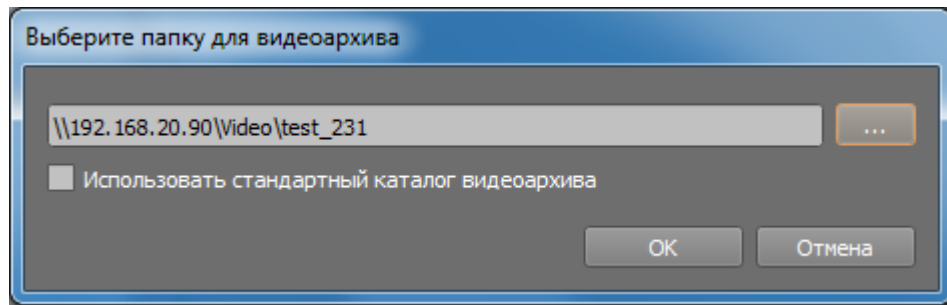 Выберите папку для видеоархива
\\192.168.20.90\Video\test_231
...
Использовать стандартный каталог видеоархива
OK
Отмена